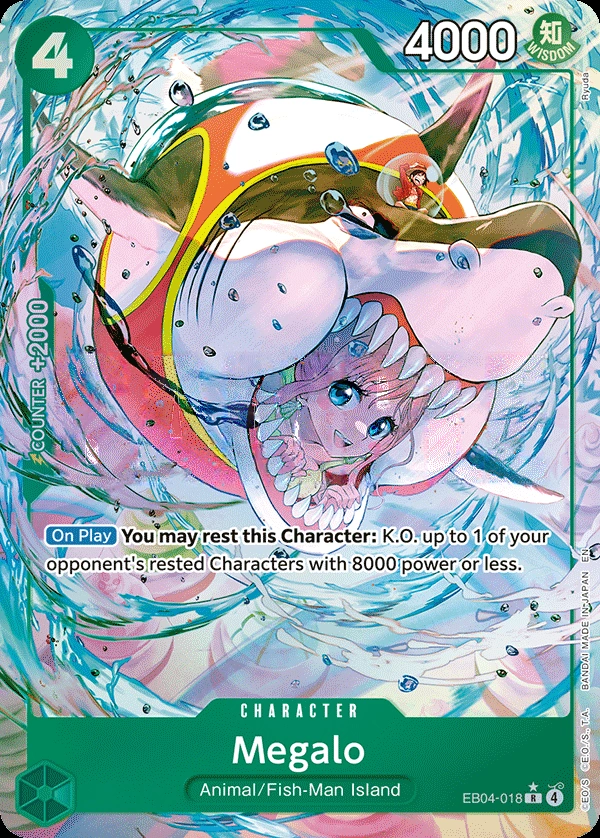 4
4000
知
WISDOM
Ryuda
COUNTER +2000
On Play You may rest this Character: K.O. up to 1 of your
opponent's rested Characters with 8000 power or less.
CHARACTER
Megalo
Animal/Fish-Man Island
EB04-018 R 4
©E.O./S. ©E.O./S., T.A. BANDAI MADE IN JAPAN EN